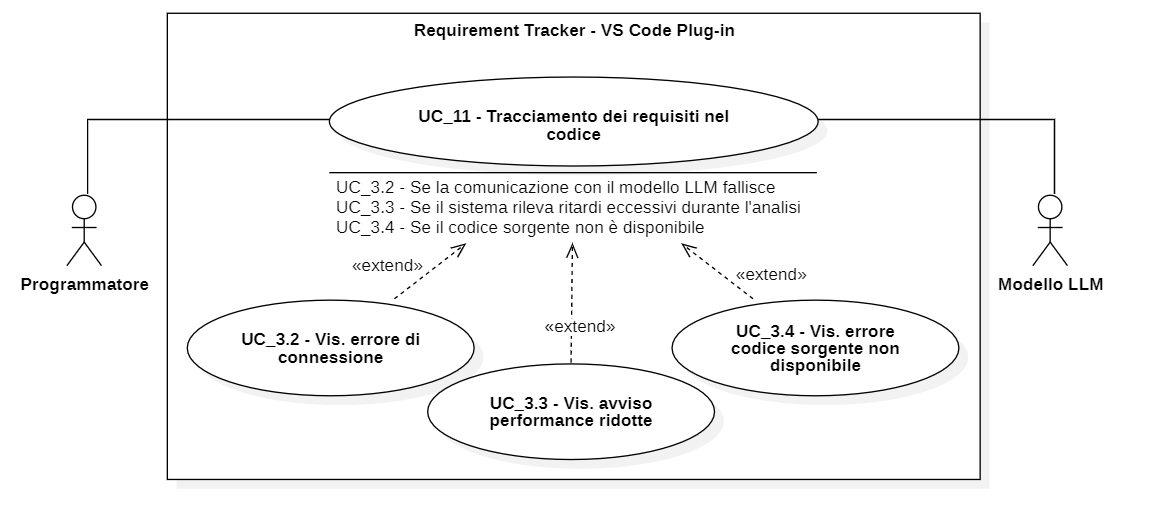 Requirement Tracker - VS Code Plug-in
UC_11 - Tracciamento dei requisiti nel
codice
UC_3.2 - Se la comunicazione con il modello LLM fallisce
UC_3.3 - Se il sistema rileva ritardi eccessivi durante l'analisi
UC_3.4 - Se il codice sorgente non è disponibile
Programmatore
Modello LLM
«extend»
«extend»
«extend»
UC_3.2 - Vis. errore di
connessione
UC_3.3 - Vis. avviso
performance ridotte
UC_3.4 - Vis. errore
codice sorgente non
disponibile